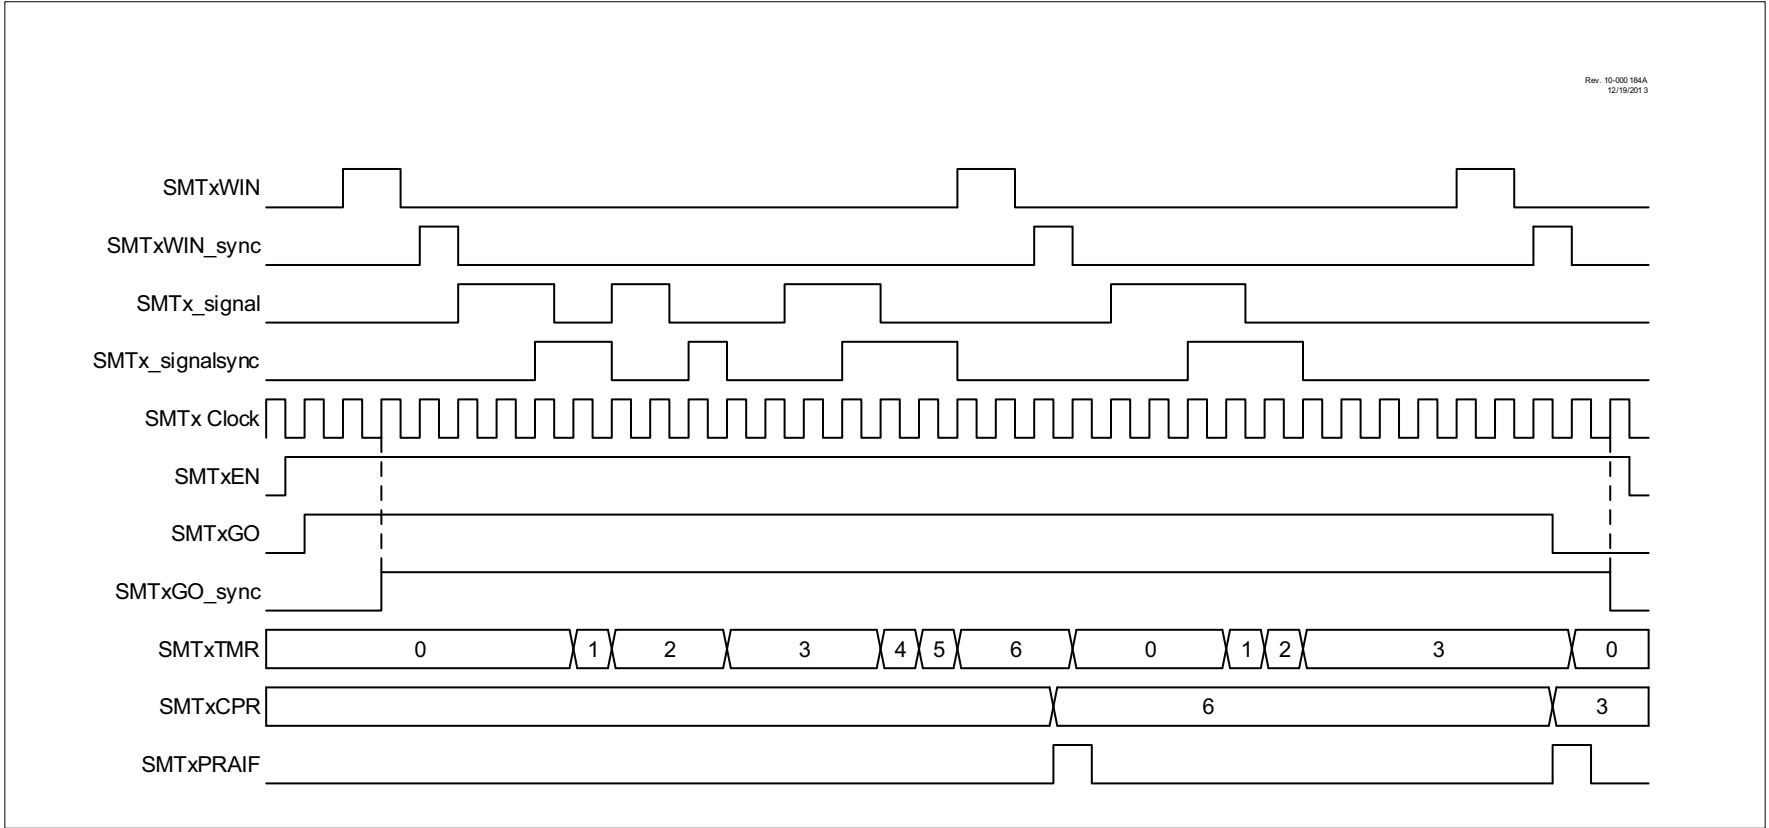 Rev. 10-000 184A
12/19/201 3
SMTxWIN
SMTxWIN_sync
SMTx_signal
SMTx_signalsync
SMTx Clock
SMTxEN
SMTxGO
SMTxGO_sync
SMTxTMR 0 1 2 3 4 5 6 0 1 2 3 0
SMTxCPR 6 3
SMTxPRAIF